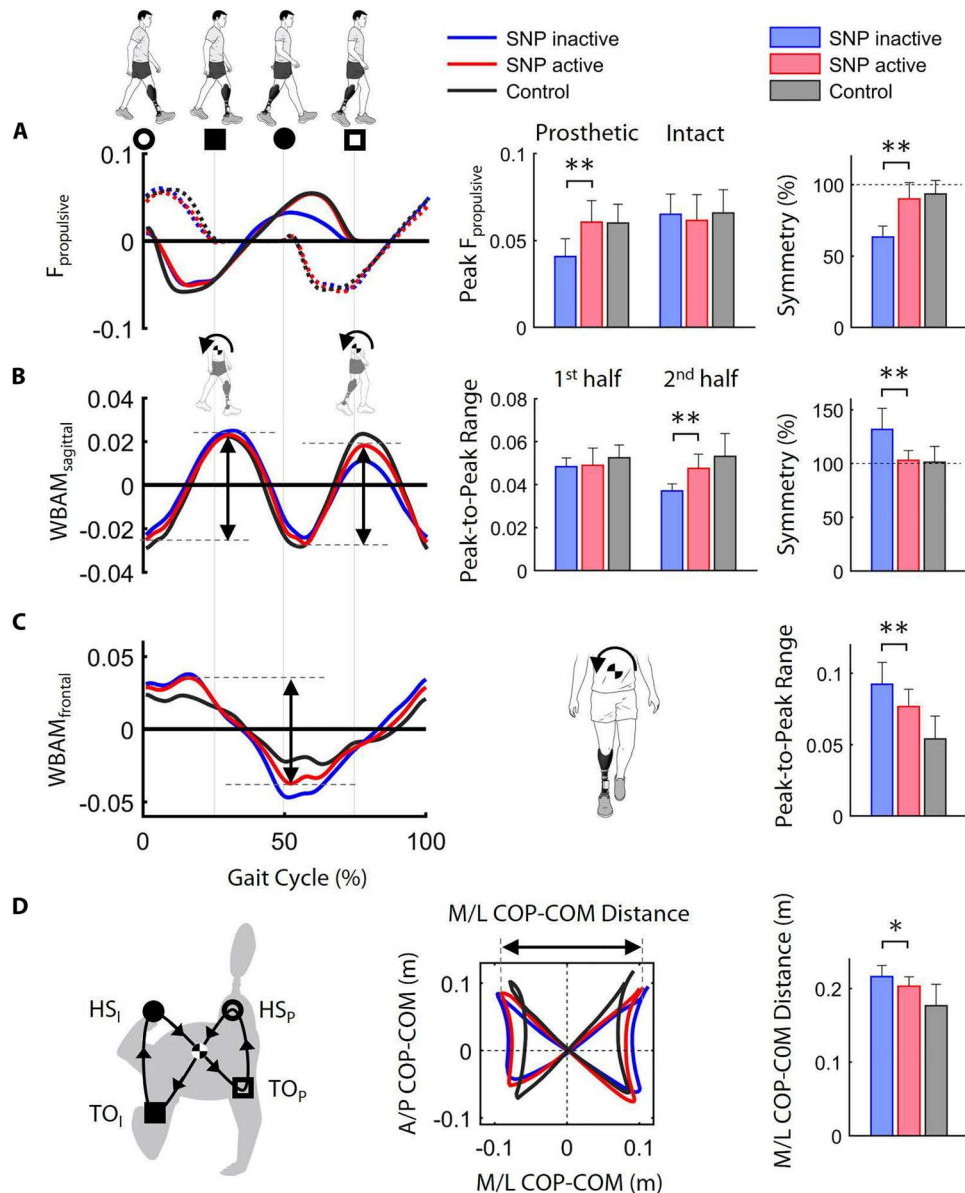 SNP inactive
SNP active
Control
SNP inactive
SNP active
Control
A
F_propulsive
0.1
0
-0.1
Prosthetic Intact
**
Peak F_propulsive
0.1
0.05
0
**
Symmetry (%)
100
50
0
B
WBAM_sagittal
0.04
0.02
0
-0.02
-0.04
1st half 2nd half
**
Peak-to-Peak Range
0.08
0.06
0.04
0.02
0
**
Symmetry (%)
150
100
50
0
C
WBAM_frontal
0.05
0
-0.05
0 50 100
Gait Cycle (%)
**
Peak-to-Peak Range
0.1
0.05
0
D
HS_I HS_P
TO_I TO_P
M/L COP-COM Distance
A/P COP-COM (m)
0.1
0
-0.1
-0.1 0 0.1
M/L COP-COM (m)
*
M/L COP-COM Distance (m)
0.2
0.1
0